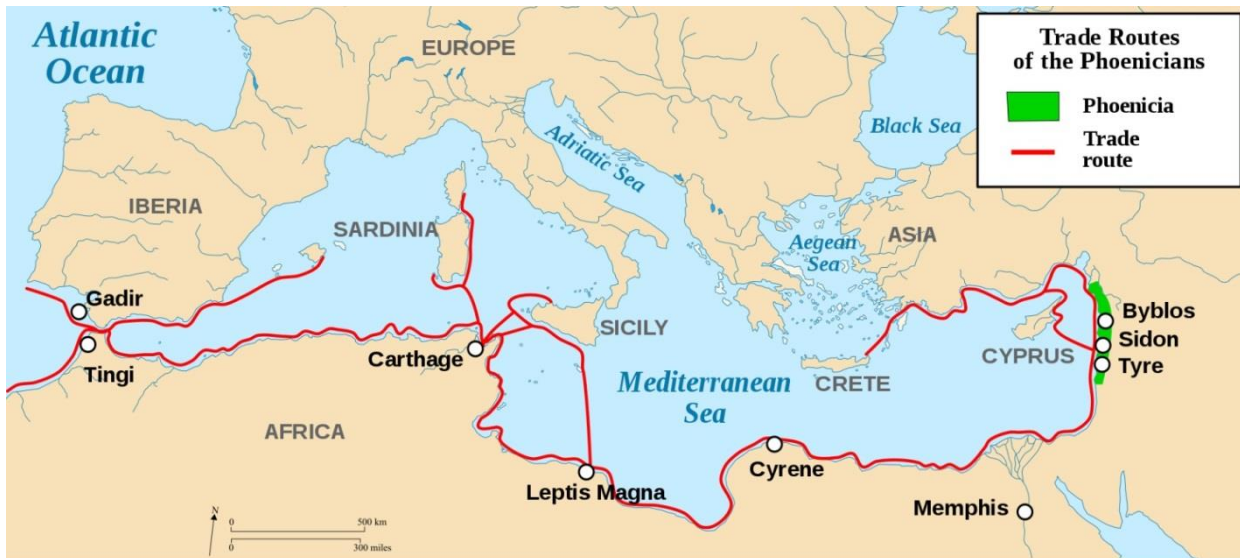 Atlantic
Ocean
EUROPE
Trade Routes
of the Phoenicians
Phoenicia
Trade
route
Black Sea
Adriatic Sea
IBERIA
SARDINIA
Aegean
Sea
ASIA
Gadir
Tingi
Carthage
SICILY
CYPRUS
Byblos
Sidon
Tyre
Mediterranean
Sea
CRETE
AFRICA
Leptis Magna
Cyrene
Memphis
N
0 500 km
0 300 miles